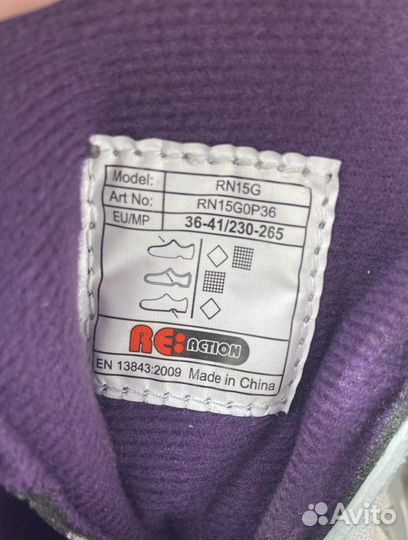 Model: RN15G
Art No: RN15G0P36
EU/MP 36-41/230-265
RE:ACTION
EN 13843:2009 Made in China
Avito